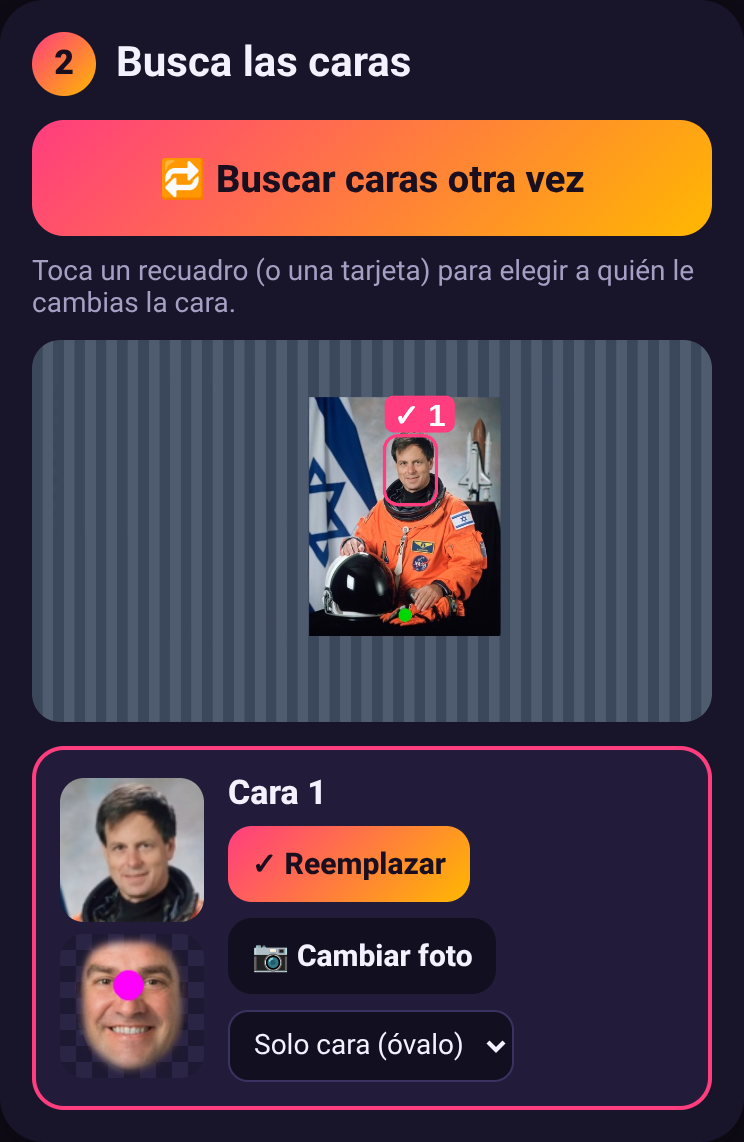 2 Busca las caras
🔁 Buscar caras otra vez
Toca un recuadro (o una tarjeta) para elegir a quién le
cambias la cara.
✓ 1
Cara 1
✓ Reemplazar
📷 Cambiar foto
Solo cara (óvalo)